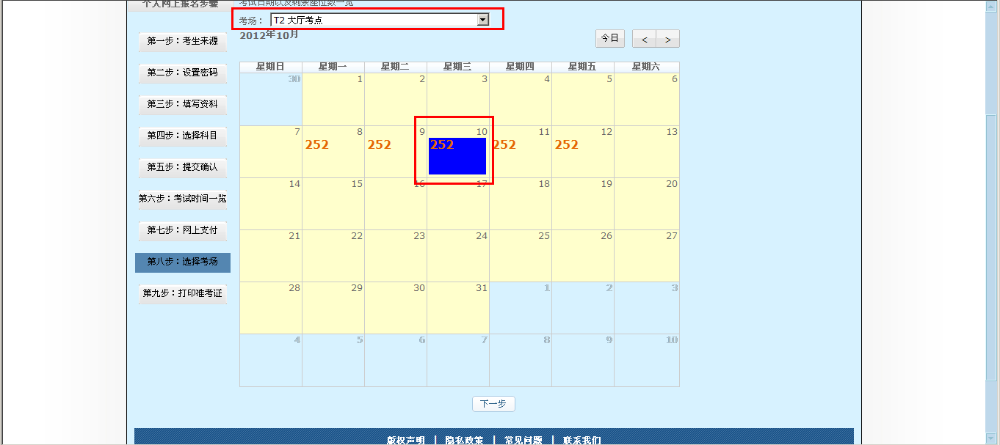 个人网上报名步骤
考试日期以及剩余座位数一览
考场： T2 大厅考点
2012年10月
今日 < >
第一步：考生来源
第二步：设置密码
第三步：填写资料
第四步：选择科目
第五步：提交确认
第六步：考试时间一览
第七步：网上支付
第八步：选择考场
第九步：打印准考证
星期日 星期一 星期二 星期三 星期四 星期五 星期六
30 1 2 3 4 5 6
7 8 9 10 11 12 13
252 252 252 252 252
14 15 16 17 18 19 20
21 22 23 24 25 26 27
28 29 30 31 1 2 3
4 5 6 7 8 9 10
下一步
版权声明 | 隐私政策 | 常见问题 | 联系我们